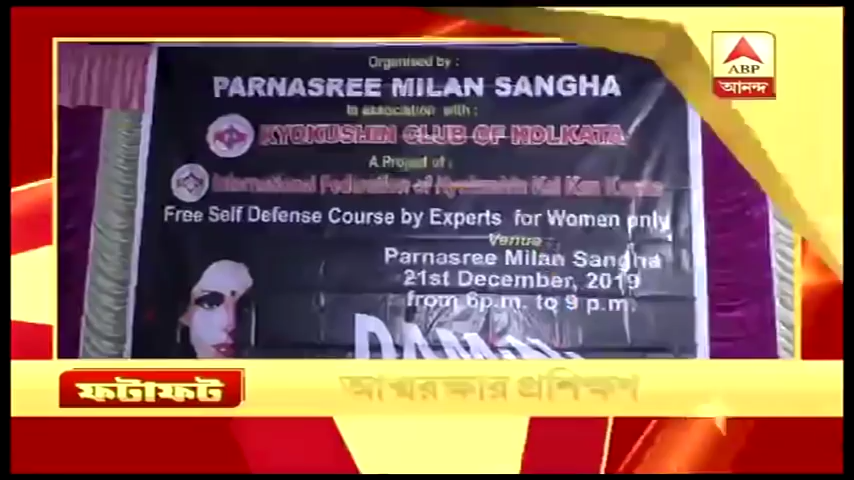 Organised by :
PARNASREE MILAN SANGHA
In association with :
KYOKUSHIN CLUB OF KOLKATA
A Project of :
International Federation of Kyokushin Kai Kan Karate
Free Self Defense Course by Experts for Women only
Venue
Parnasree Milan Sangha
21st December, 2019
from 6p.m. to 9 p.m.
ABP
আনন্দ
ফটাফট
আত্মরক্ষার প্রশিক্ষণ